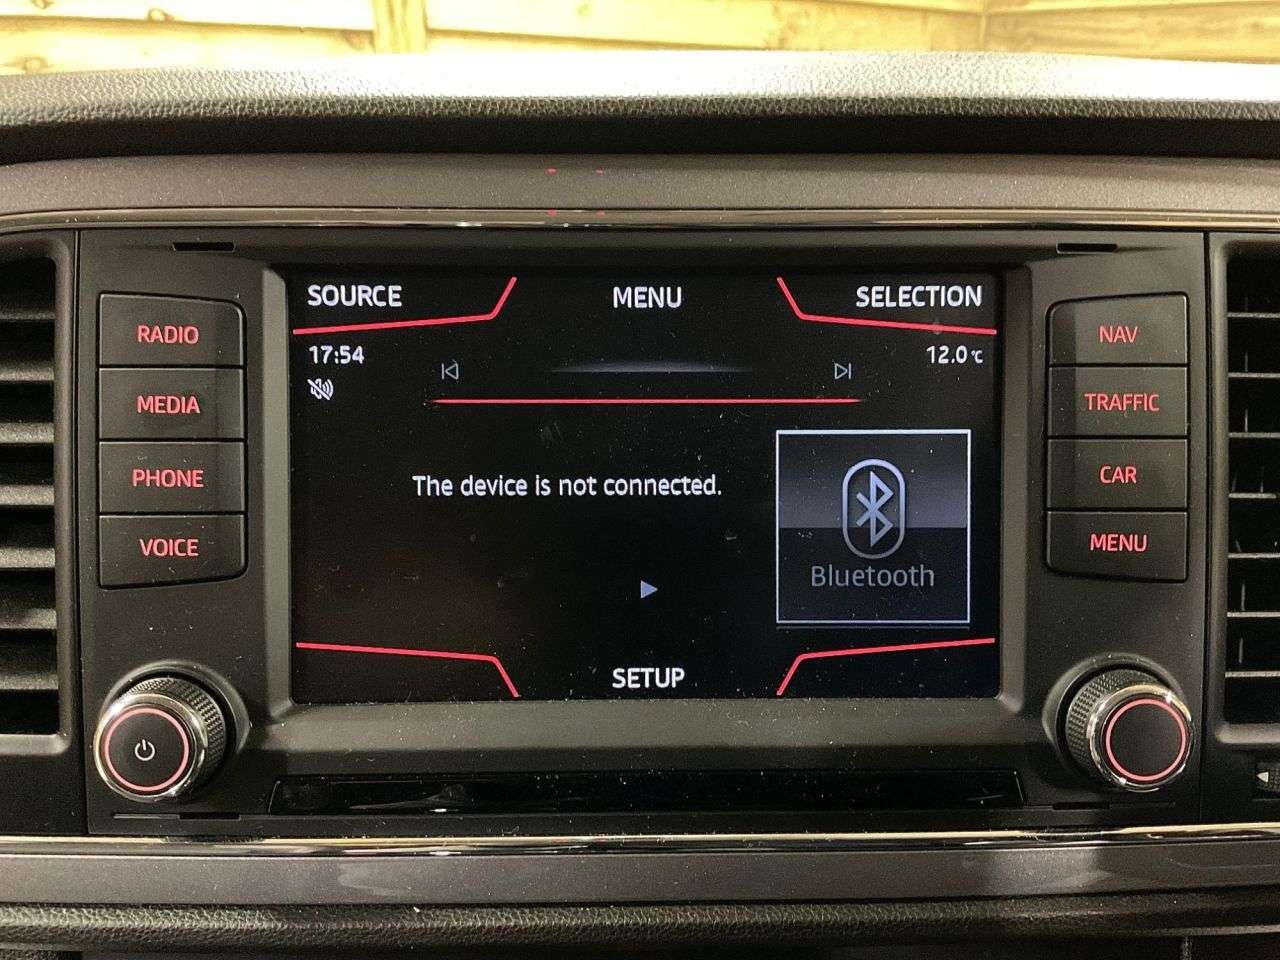 SOURCE
MENU
SELECTION
17:54
12.0 °C
The device is not connected.
Bluetooth
SETUP
RADIO
MEDIA
PHONE
VOICE
NAV
TRAFFIC
CAR
MENU